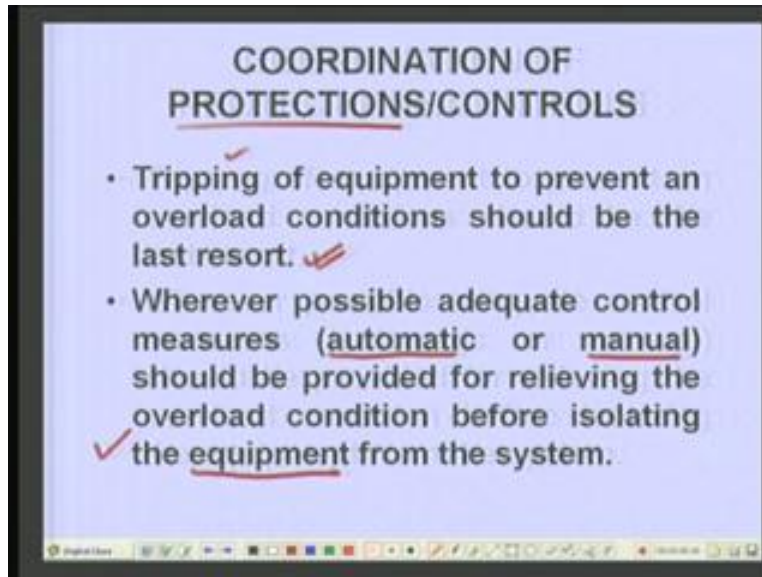 COORDINATION OF
PROTECTIONS/CONTROLS
• Tripping of equipment to prevent an
overload conditions should be the
last resort.
• Wherever possible adequate control
measures (automatic or manual)
should be provided for relieving the
overload condition before isolating
the equipment from the system.